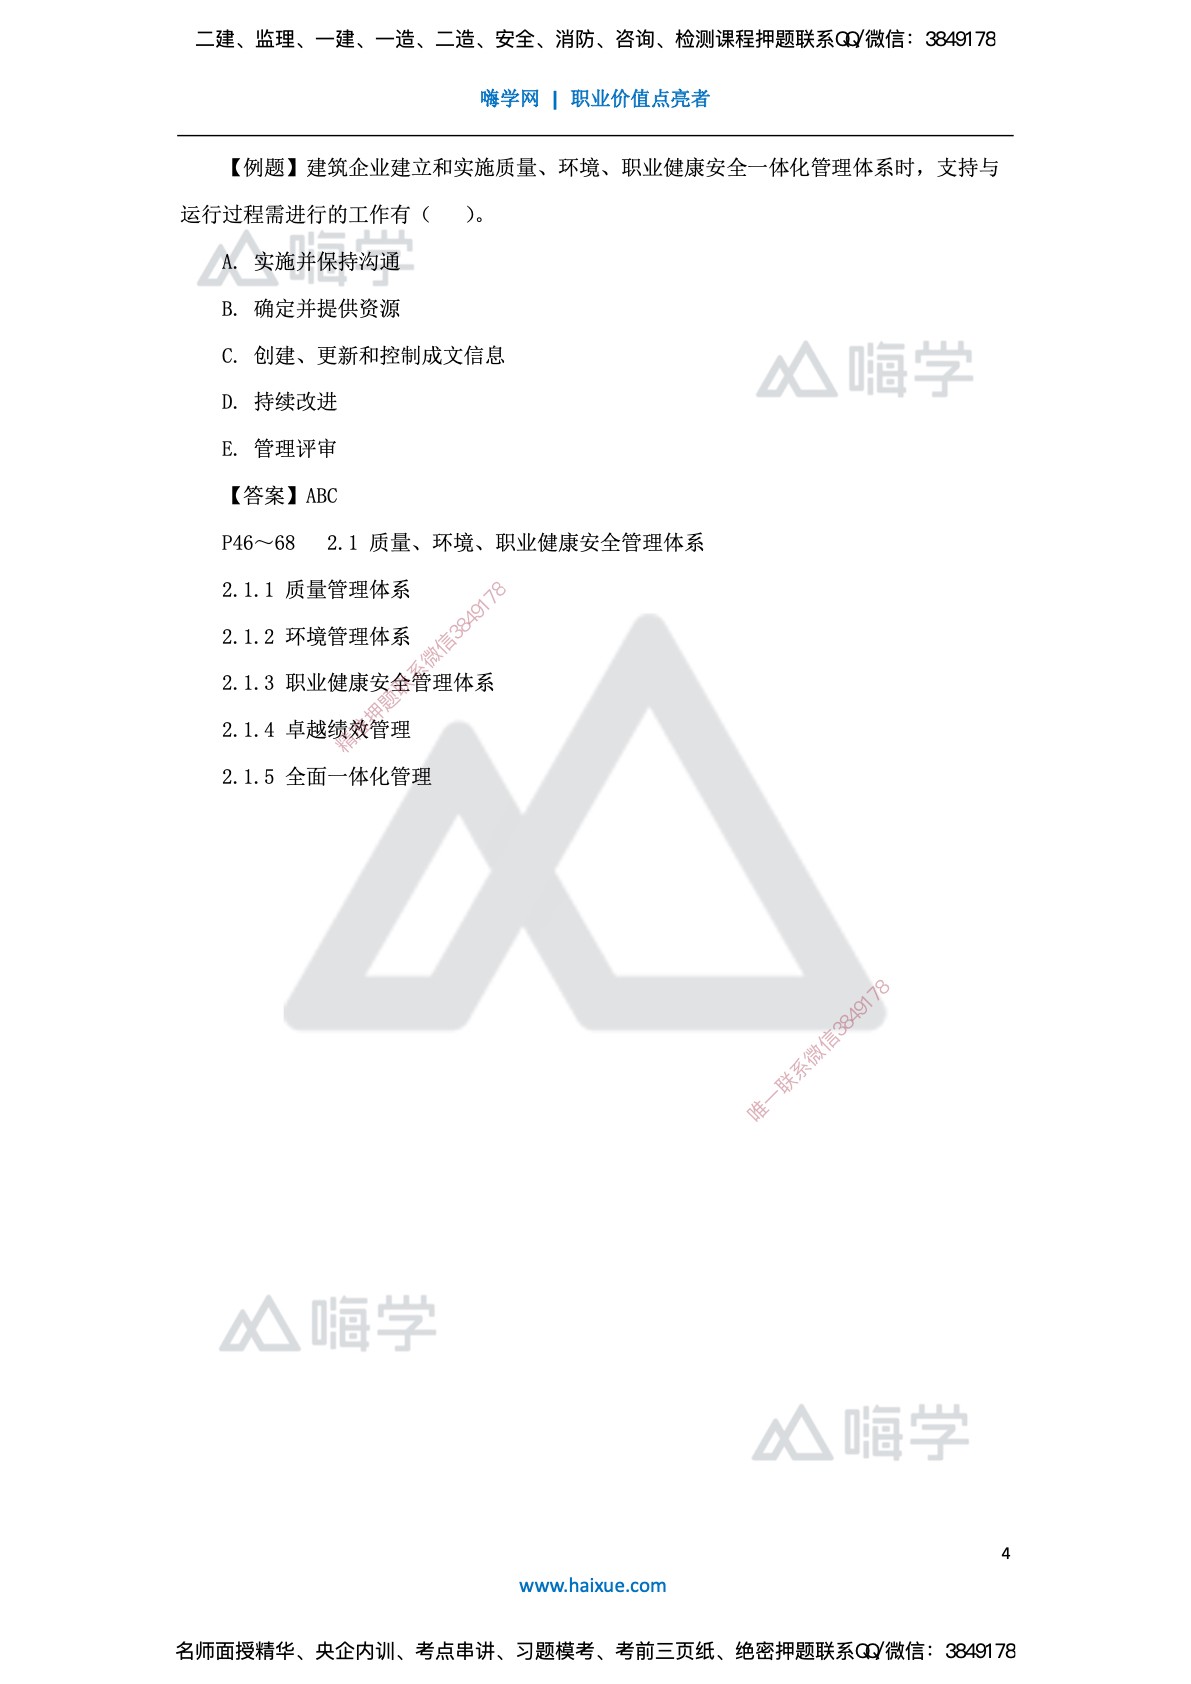 二建、监理、一建、一造、二造、安全、消防、咨询、检测课程押题联系QQ/微信：3849178
嗨学网 | 职业价值点亮者
【例题】建筑企业建立和实施质量、环境、职业健康安全一体化管理体系时，支持与
运行过程需进行的工作有（    ）。
嗨学
A. 实施并保持沟通
B. 确定并提供资源
C. 创建、更新和控制成文信息
嗨学
D. 持续改进
E. 管理评审
【答案】ABC
P46～68   2.1 质量、环境、职业健康安全管理体系
2.1.1 质量管理体系
2.1.2 环境管理体系
2.1.3 职业健康安全管理体系
2.1.4 卓越绩效管理
2.1.5 全面一体化管理
精准押题联系微信3849178
唯一联系微信3849178
嗨学
嗨学
4
www.haixue.com
名师面授精华、央企内训、考点串讲、习题模考、考前三页纸、绝密押题联系QQ/微信：3849178